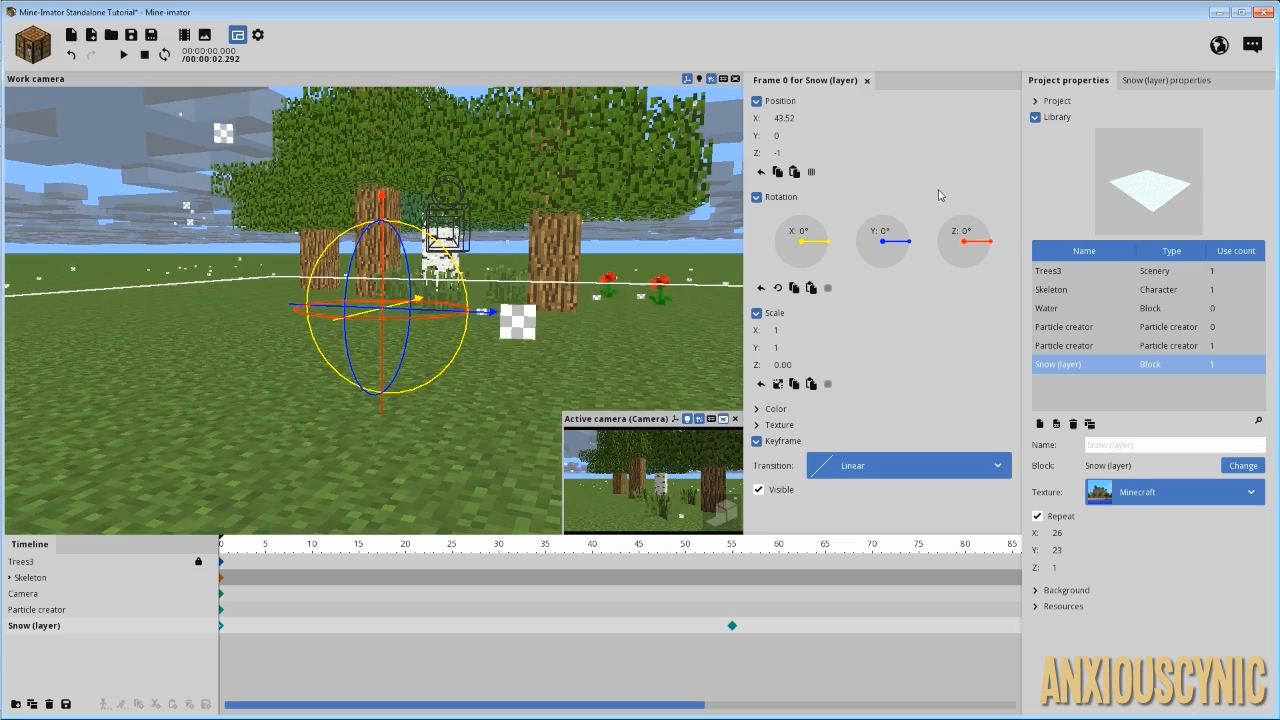 Mine-Imator Standalone Tutorial* - Mine-imator
00:00:00.000
/00:00:02.292
Work camera
Active camera (Camera)
Frame 0 for Snow (layer)
Position
X: 43.52
Y: 0
Z: -1
Rotation
X: 0° Y: 0° Z: 0°
Scale
X: 1
Y: 1
Z: 0.00
Color
Texture
Keyframe
Transition: Linear
Visible
Project properties Snow (layer) properties
Project
Library
Name Type Use count
Trees3 Scenery 1
Skeleton Character 1
Water Block 0
Particle creator Particle creator 0
Particle creator Particle creator 1
Snow (layer) Block 1
Name: Snow (layer)
Block: Snow (layer) Change
Texture: Minecraft
Repeat
X: 26
Y: 23
Z: 1
Background
Resources
Timeline
0 5 10 15 20 25 30 35 40 45 50 55 60 65 70 75 80 85
Trees3
Skeleton
Camera
Particle creator
Snow (layer)
ANXIOUSCYNIC